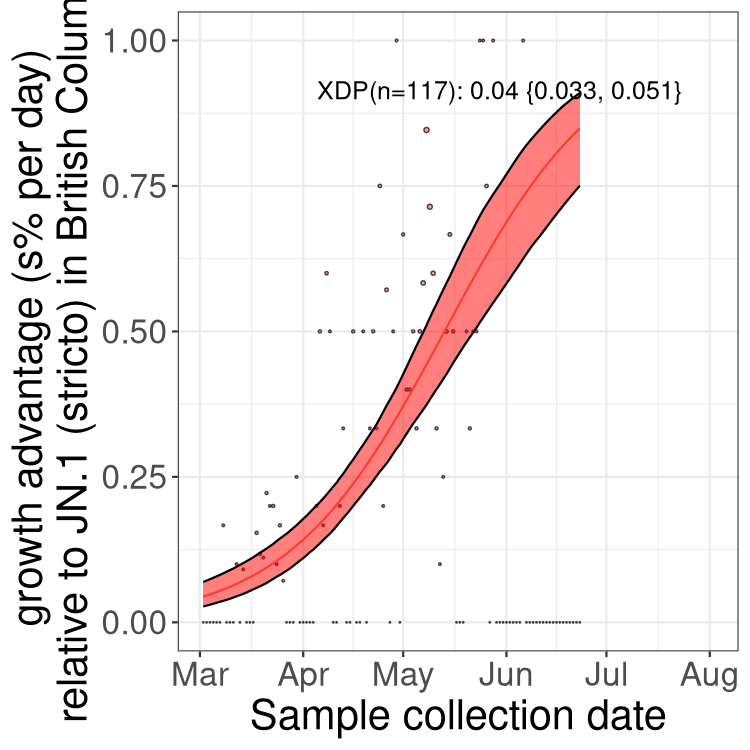 growth advantage (s% per day)
relative to JN.1 (stricto) in British Colum
1.00
0.75
0.50
0.25
0.00
XDP(n=117): 0.04 {0.033, 0.051}
Mar Apr May Jun Jul Aug
Sample collection date